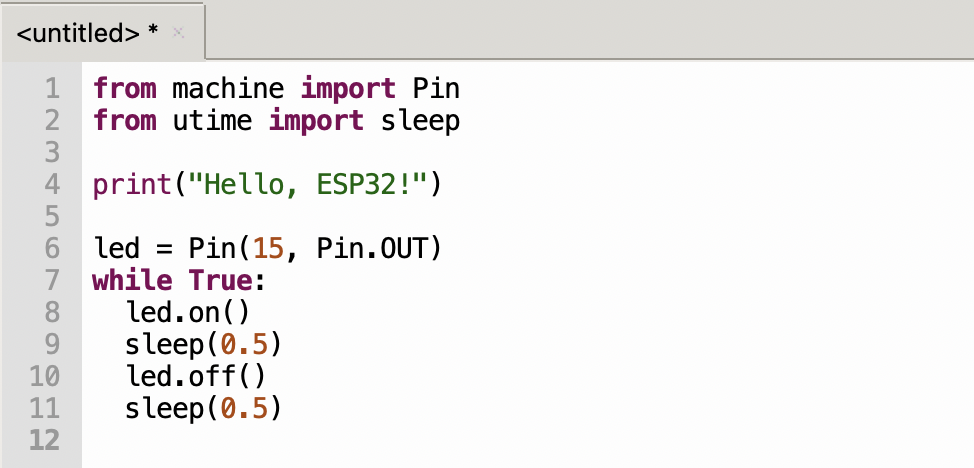 <untitled> * ×
1 from machine import Pin
2 from utime import sleep
3
4 print("Hello, ESP32!")
5
6 led = Pin(15, Pin.OUT)
7 while True:
8   led.on()
9   sleep(0.5)
10   led.off()
11   sleep(0.5)
12